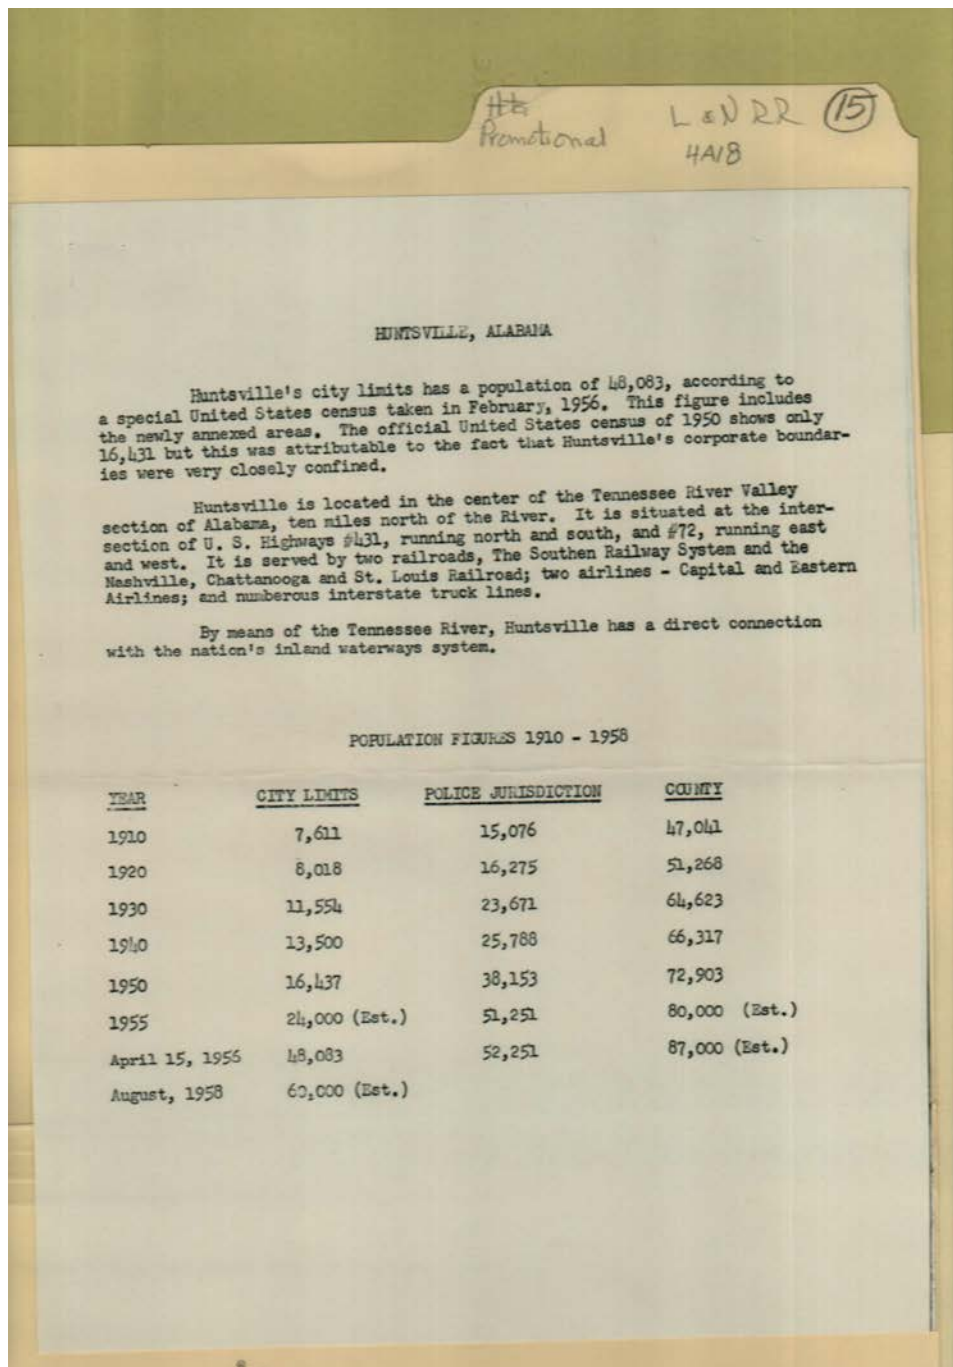 Hts.
Promotional
L & N RR
15
4A18
HUNTSVILLE, ALABAMA
Huntsville's city limits has a population of 48,083, according to
a special United States census taken in February, 1956. This figure includes
the newly annexed areas. The official United States census of 1950 shows only
16,431 but this was attributable to the fact that Huntsville's corporate boundar-
ies were very closely confined.
Huntsville is located in the center of the Tennessee River Valley
section of Alabama, ten miles north of the River. It is situated at the inter-
section of U. S. Highways #431, running north and south, and #72, running east
and west. It is served by two railroads, The Southen Railway System and the
Nashville, Chattanooga and St. Louis Railroad; two airlines - Capital and Eastern
Airlines; and numberous interstate truck lines.
By means of the Tennessee River, Huntsville has a direct connection
with the nation's inland waterways system.
POPULATION FIGURES 1910 - 1958
YEAR CITY LIMITS POLICE JURISDICTION COUNTY
1910 7,611 15,076 47,041
1920 8,018 16,275 51,268
1930 11,554 23,671 64,623
1940 13,500 25,788 66,317
1950 16,437 38,153 72,903
1955 24,000 (Est.) 51,251 80,000 (Est.)
April 15, 1956 48,083 52,251 87,000 (Est.)
August, 1958 60,000 (Est.)